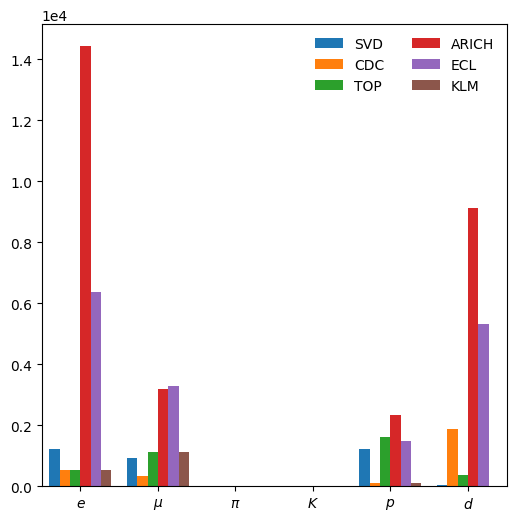 1e4
1.4
1.2
1.0
0.8
0.6
0.4
0.2
0.0
SVD
CDC
TOP
ARICH
ECL
KLM
e μ π K p d